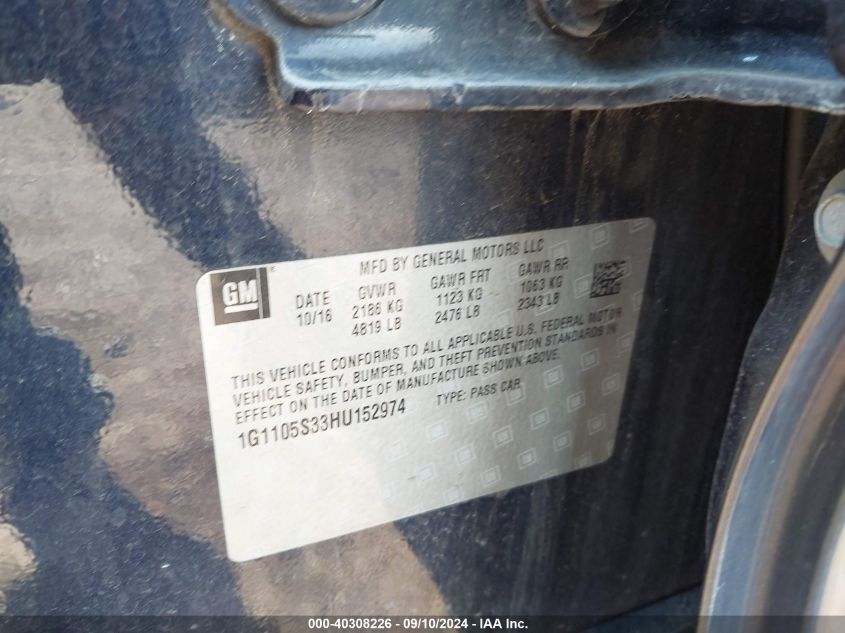 MFD BY GENERAL MOTORS LLC
GM
DATE GVWR GAWR FRT GAWR RR
10/16 2186 KG 1123 KG 1063 KG
4819 LB 2476 LB 2343 LB
THIS VEHICLE CONFORMS TO ALL APPLICABLE U.S. FEDERAL MOTOR
VEHICLE SAFETY, BUMPER, AND THEFT PREVENTION STANDARDS IN
EFFECT ON THE DATE OF MANUFACTURE SHOWN ABOVE.
1G1105S33HU152974 TYPE: PASS CAR
000-40308226 - 09/10/2024 - IAA Inc.